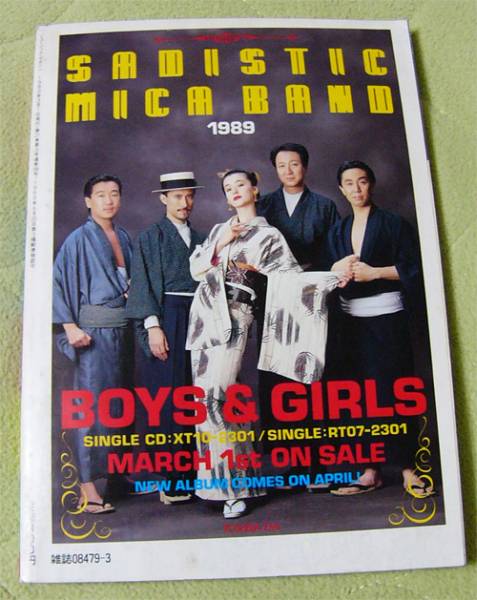 SADISTIC
MICA BAND
1989
BOYS & GIRLS
SINGLE CD:XT10-2301 / SINGLE:RT07-2301
MARCH 1st ON SALE
NEW ALBUM COMES ON APRIL!
雑誌08479-3